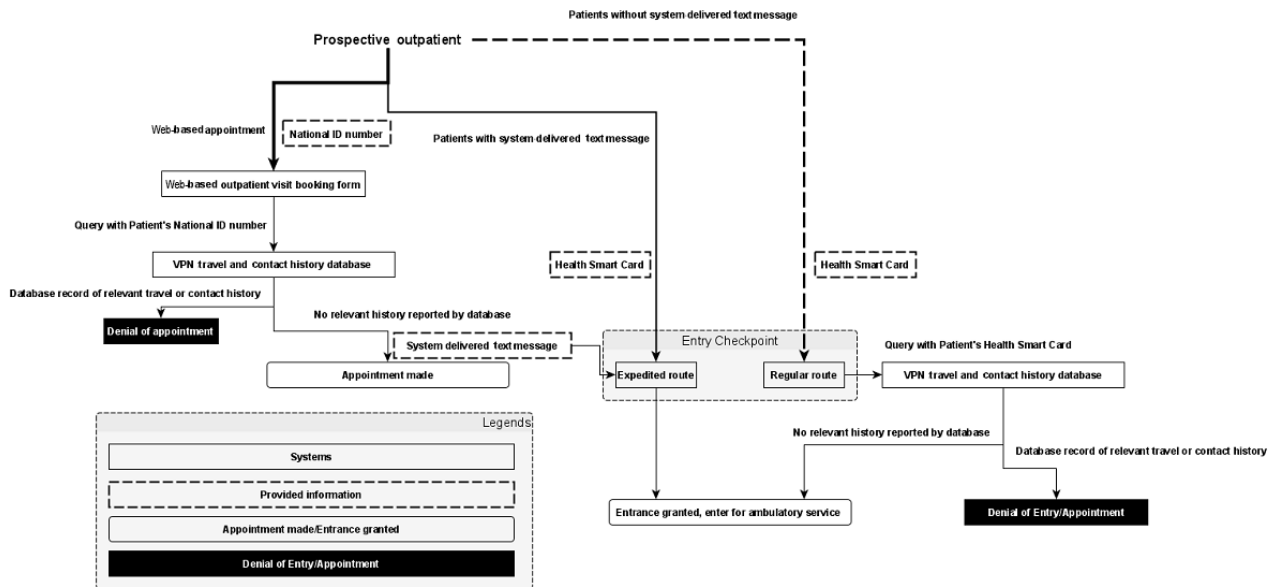 Patients without system-delivered text message
Prospective outpatient
Web-based appointment
National ID number
Patients with system-delivered text message
Web-based outpatient visit booking form
Query with Patient's National ID number
VPN travel and contact history database
Health Smart Card
Health Smart Card
Database record of relevant travel or contact history
Denial of appointment
No relevant history reported by database
System delivered text message
Appointment made
Entry Checkpoint
Expedited route
Regular route
Query with Patient's Health Smart Card
VPN travel and contact history database
No relevant history reported by database
Database record of relevant travel or contact history
Entrance granted, enter for ambulatory service
Denial of Entry/Appointment
Legends
Systems
Provided information
Appointment made/Entrance granted
Denial of Entry/Appointment